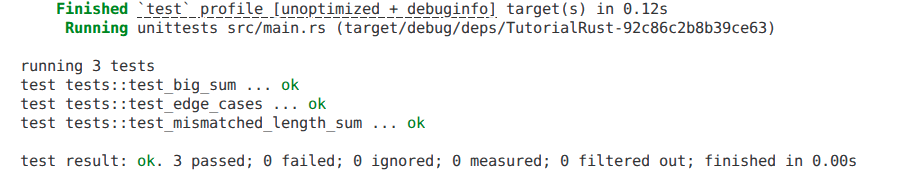 Finished `test` profile [unoptimized + debuginfo] target(s) in 0.12s
Running unittests src/main.rs (target/debug/deps/TutorialRust-92c86c2b8b39ce63)
running 3 tests
test tests::test_big_sum ... ok
test tests::test_edge_cases ... ok
test tests::test_mismatched_length_sum ... ok
test result: ok. 3 passed; 0 failed; 0 ignored; 0 measured; 0 filtered out; finished in 0.00s